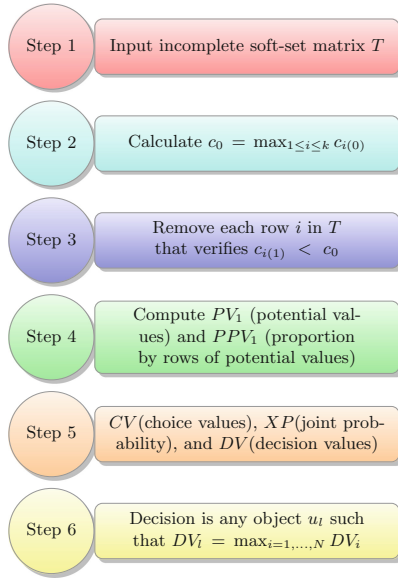 Step 1
Input incomplete soft-set matrix T
Step 2
Calculate c₀ = max₁≤ᵢ≤ₖ cᵢ₍₀₎
Step 3
Remove each row i in T
that verifies cᵢ₍₁₎ < c₀
Step 4
Compute PV₁ (potential val-
ues) and PPV₁ (proportion
by rows of potential values)
Step 5
CV(choice values), XP(joint prob-
ability), and DV(decision values)
Step 6
Decision is any object uₗ such
that DVₗ = maxᵢ₌₁,...,N DVᵢ